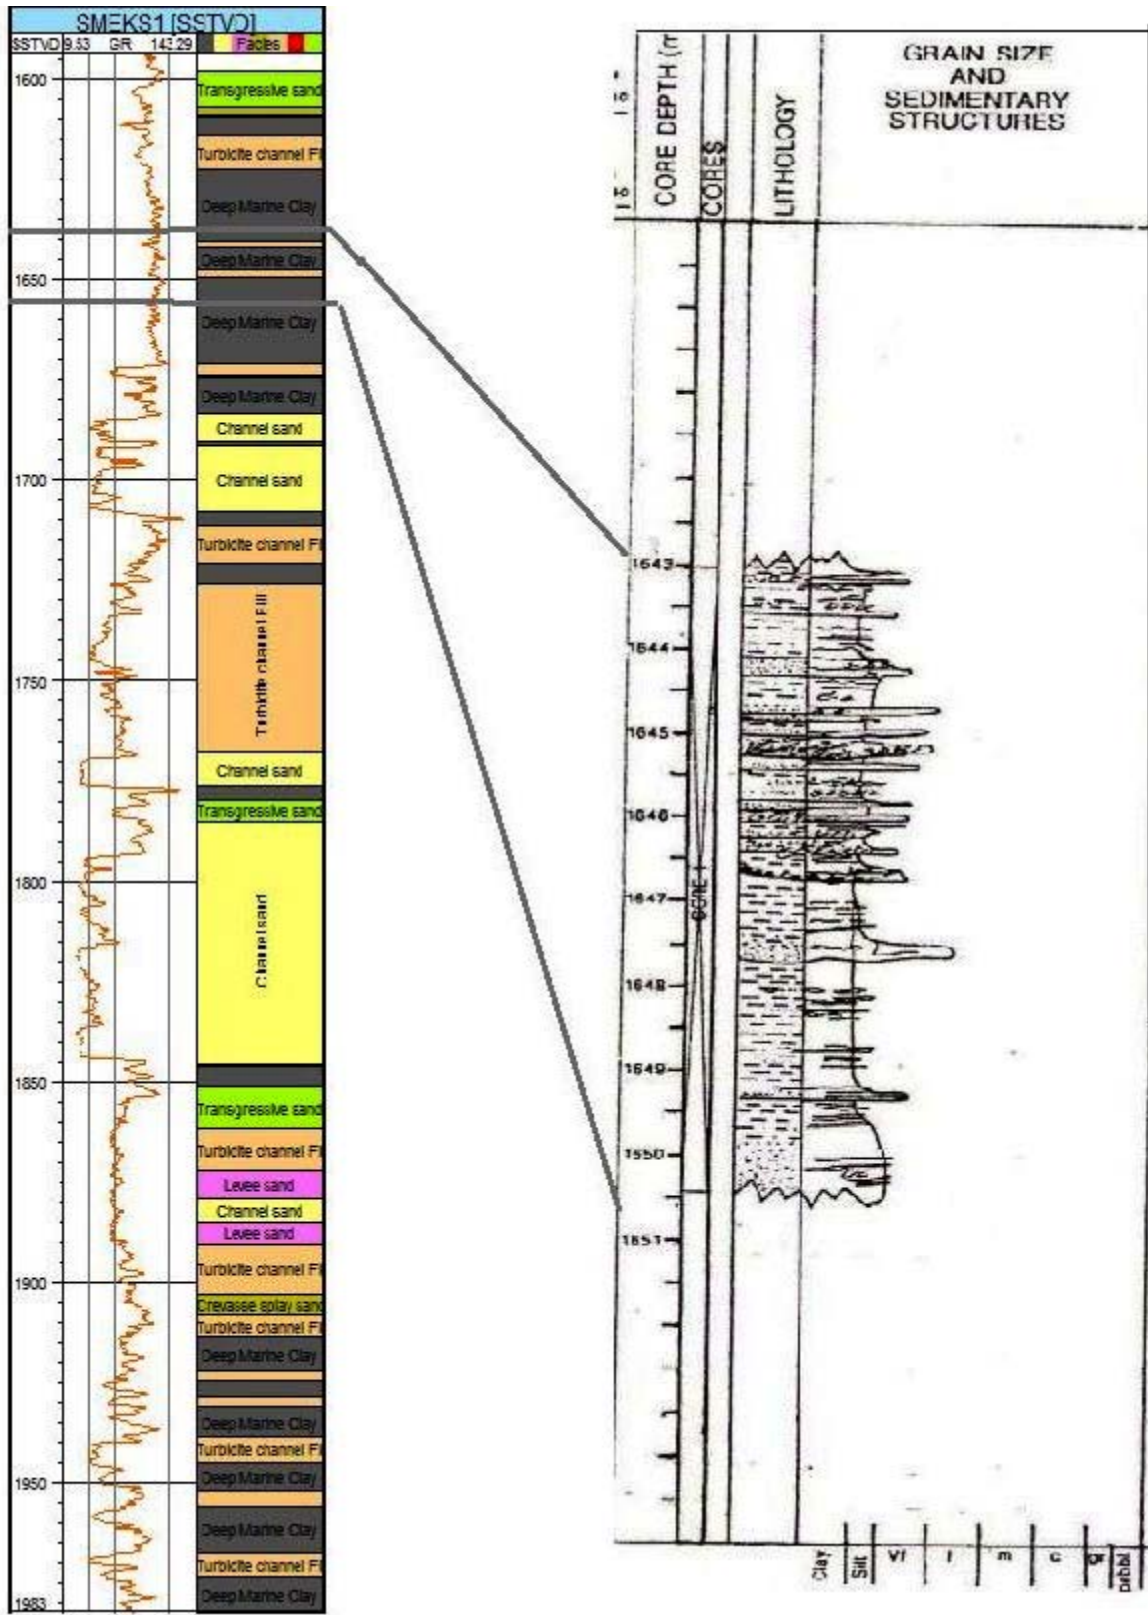 SMEKS1 [SSTVD]
SSTVD 9.53 GR 143.29 Facies
1600
Transgressive sand
Turbidite channel Fi
Deep Marine Clay
Deep Marine Clay
1650
Deep Marine Clay
Deep Marine Clay
Channel sand
1700
Channel sand
Turbidite channel Fi
Turbidite channel Fill
1750
Channel sand
Transgressive sand
1800
Channel sand
1850
Transgressive sand
Turbidite channel Fi
Levee sand
Channel sand
Levee sand
Turbidite channel Fi
1900
Crevasse splay sand
Turbidite channel Fi
Deep Marine Clay
Deep Marine Clay
Turbidite channel Fi
1950
Deep Marine Clay
Deep Marine Clay
Turbidite channel Fi
1983
Deep Marine Clay
CORE DEPTH (m
CORES
LITHOLOGY
GRAIN SIZE
AND
SEDIMENTARY
STRUCTURES
1643
1644
1645
1646
1647
1648
1649
1550
1651
Clay
Silt
Vf
f
m
c
gr
pbbl